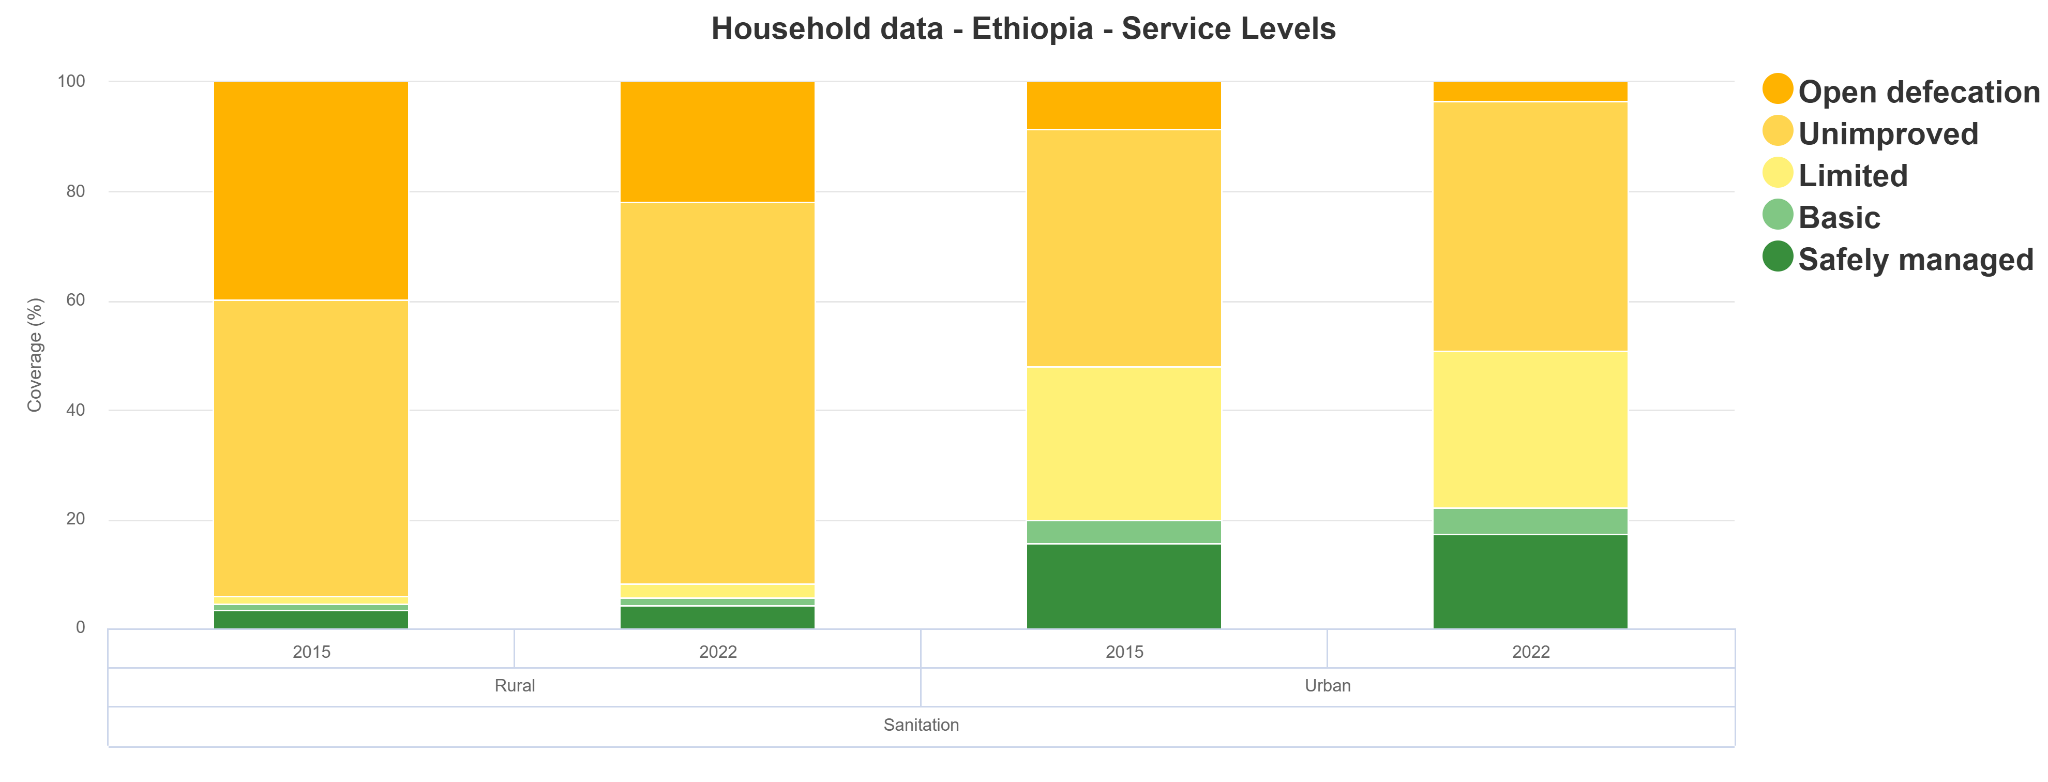 Household data - Ethiopia - Service Levels
Coverage (%)
100
80
60
40
20
0
2015
2022
2015
2022
Rural
Urban
Sanitation
Open defecation
Unimproved
Limited
Basic
Safely managed